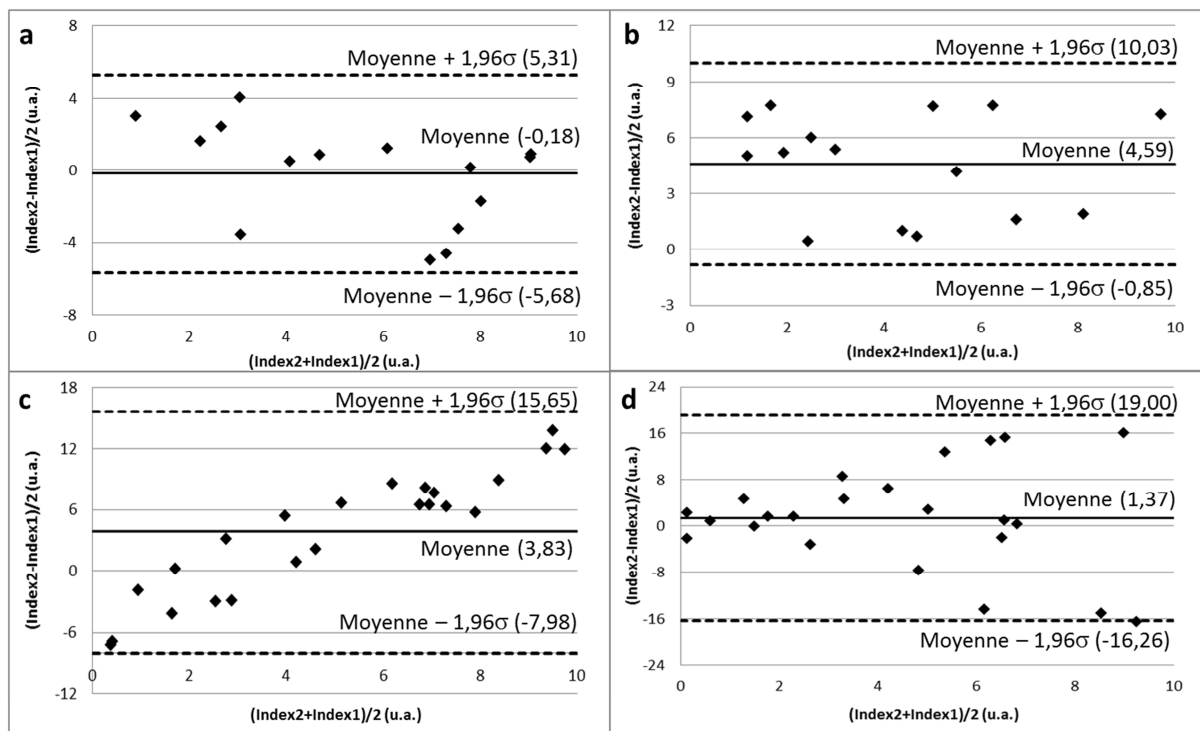 a
8
4
0
-4
-8
(Index2-Index1)/2 (u.a.)
Moyenne + 1,96σ (5,31)
Moyenne (-0,18)
Moyenne – 1,96σ (-5,68)
0 2 4 6 8 10
(Index2+Index1)/2 (u.a.)
b
12
9
6
3
0
-3
(Index2-Index1)/2 (u.a.)
Moyenne + 1,96σ (10,03)
Moyenne (4,59)
Moyenne – 1,96σ (-0,85)
0 2 4 6 8 10
(Index2+Index1)/2 (u.a.)
c
18
12
6
0
-6
-12
(Index2-Index1)/2 (u.a.)
Moyenne + 1,96σ (15,65)
Moyenne (3,83)
Moyenne – 1,96σ (-7,98)
0 2 4 6 8 10
(Index2+Index1)/2 (u.a.)
d
24
16
8
0
-8
-16
-24
(Index2-Index1)/2 (u.a.)
Moyenne + 1,96σ (19,00)
Moyenne (1,37)
Moyenne – 1,96σ (-16,26)
0 2 4 6 8 10
(Index2+Index1)/2 (u.a.)